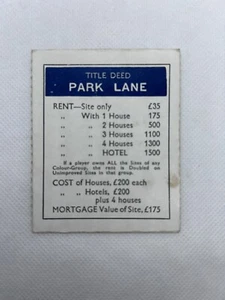 TITLE DEED
PARK LANE
RENT—Site only £35
„ With 1 House 175
„ „ 2 Houses 500
„ „ 3 Houses 1100
„ „ 4 Houses 1300
„ „ HOTEL 1500
If a player owns ALL the Sites of any
Colour-Group, the rent is Doubled on
Unimproved Sites in that group.
COST of Houses, £200 each
„ „ Hotels, £200
plus 4 houses
MORTGAGE Value of Site, £175